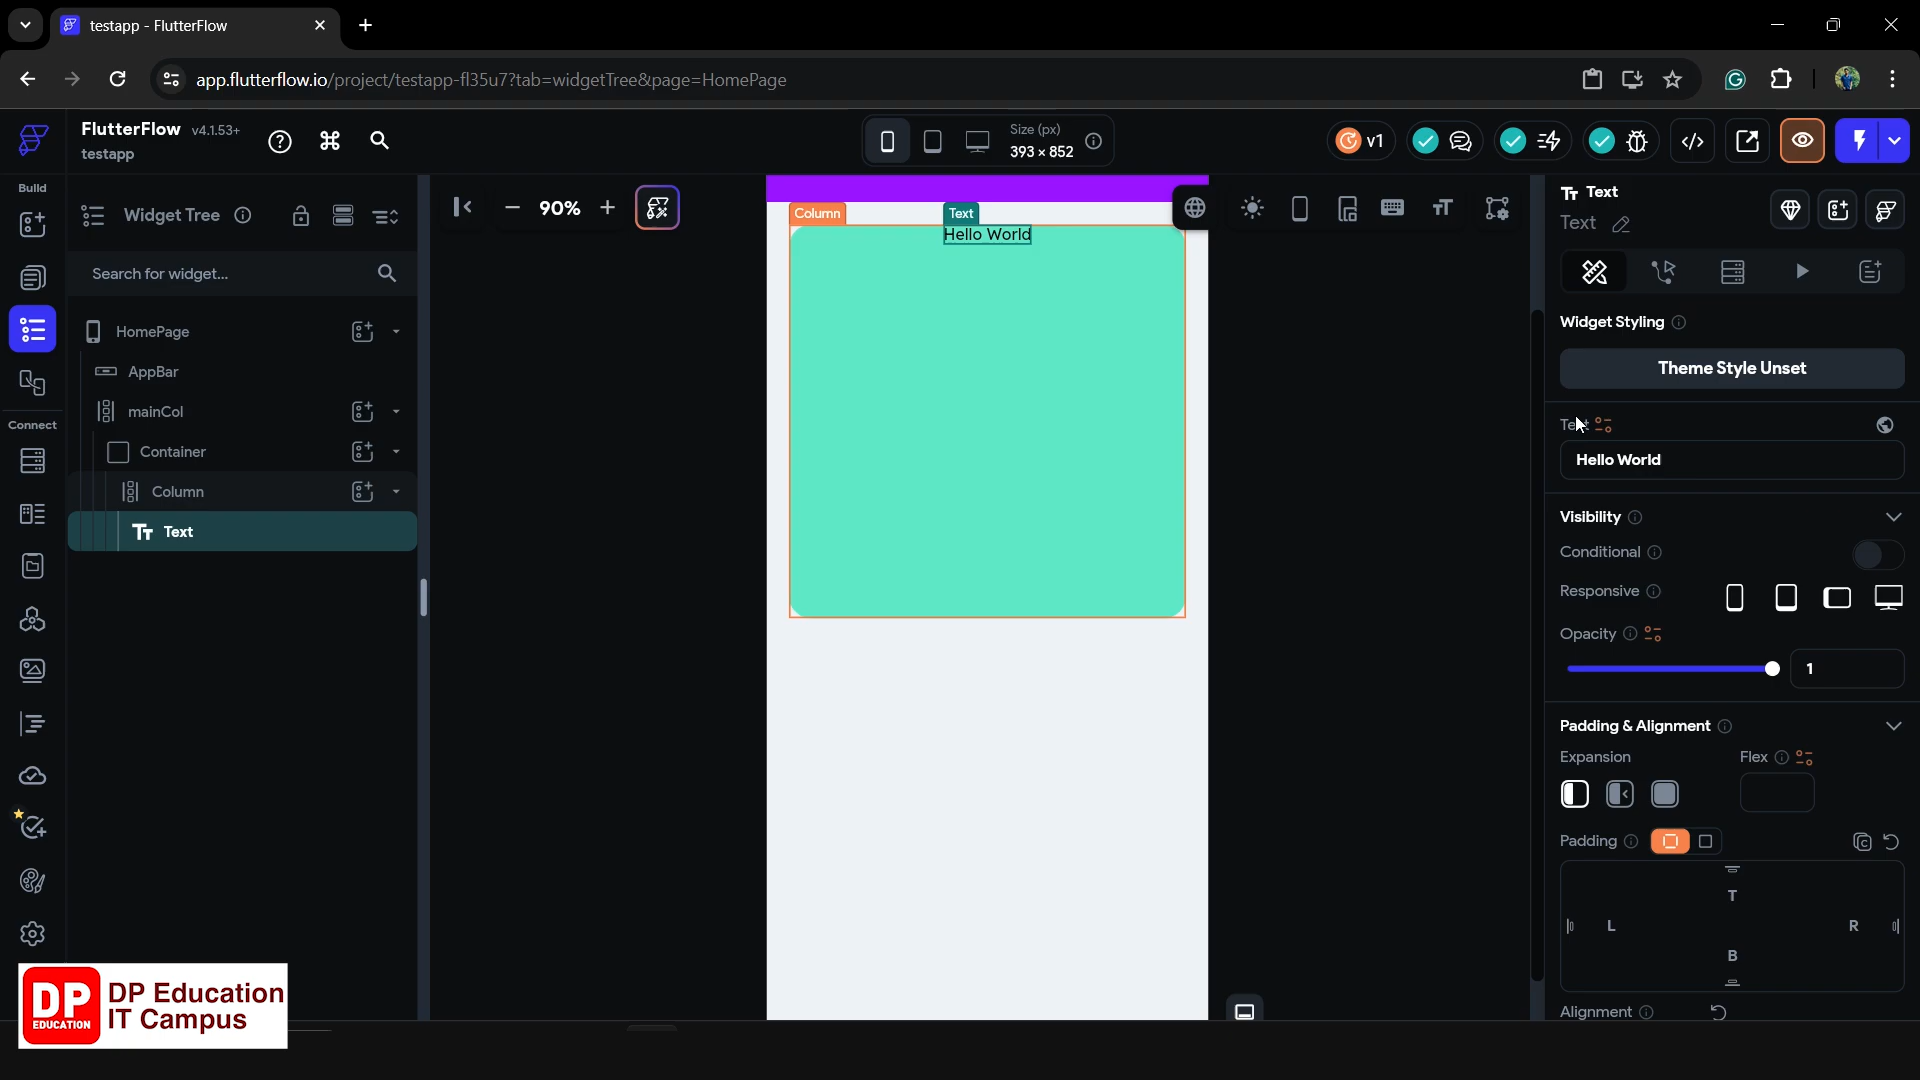 testapp - FlutterFlow
app.flutterflow.io/project/testapp-fl35u7?tab=widgetTree&page=HomePage
FlutterFlow v4.1.53+
testapp
Size (px)
393 × 852
v1
Build
Connect
Widget Tree
Search for widget...
HomePage
AppBar
mainCol
Container
Column
Text
90%
Column
Text
Hello World
Text
Text
Widget Styling
Theme Style Unset
Text
Hello World
Visibility
Conditional
Responsive
Opacity
1
Padding & Alignment
Expansion
Flex
Padding
T
L
R
B
Alignment
DP
EDUCATION
DP Education
IT Campus